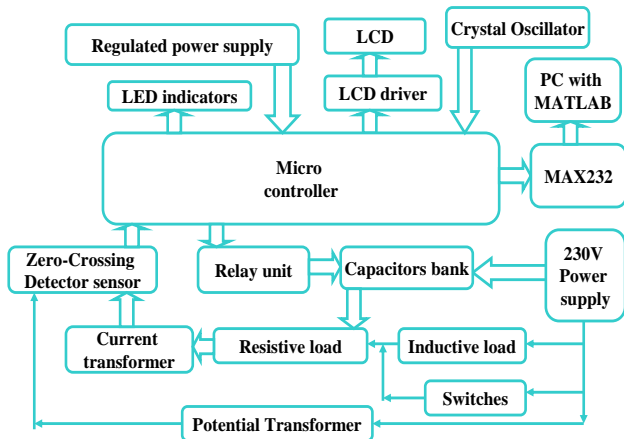 Regulated power supply
LCD
Crystal Oscillator
LED indicators
LCD driver
PC with
MATLAB
Micro
controller
MAX232
Zero-Crossing
Detector sensor
Relay unit
Capacitors bank
230V
Power
supply
Current
transformer
Resistive load
Inductive load
Switches
Potential Transformer